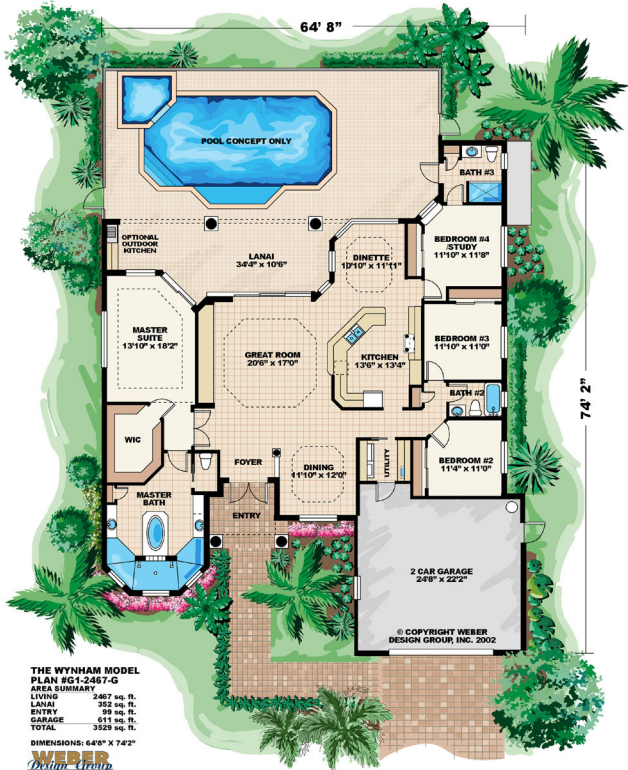 64' 8"
POOL CONCEPT ONLY
BATH #3
OPTIONAL
OUTDOOR
KITCHEN
LANAI
34'4" x 10'6"
DINETTE
10'10" x 11'11"
BEDROOM #4
/STUDY
11'10" x 11'8"
MASTER
SUITE
13'10" x 18'2"
GREAT ROOM
20'6" x 17'0"
KITCHEN
13'6" x 13'4"
BEDROOM #3
11'10" x 11'0"
74' 2"
BATH #2
WIC
FOYER
DINING
11'10" x 12'0"
UTILITY
BEDROOM #2
11'4" x 11'0"
MASTER
BATH
ENTRY
2 CAR GARAGE
24'8" x 22'2"
© COPYRIGHT WEBER
DESIGN GROUP, INC. 2002
THE WYNHAM MODEL
PLAN #G1-2467-G
AREA SUMMARY
LIVING 2467 sq. ft.
LANAI 352 sq. ft.
ENTRY 99 sq. ft.
GARAGE 611 sq. ft.
TOTAL 3529 sq. ft.
DIMENSIONS: 64'8" X 74'2"
WEBER
Design Group